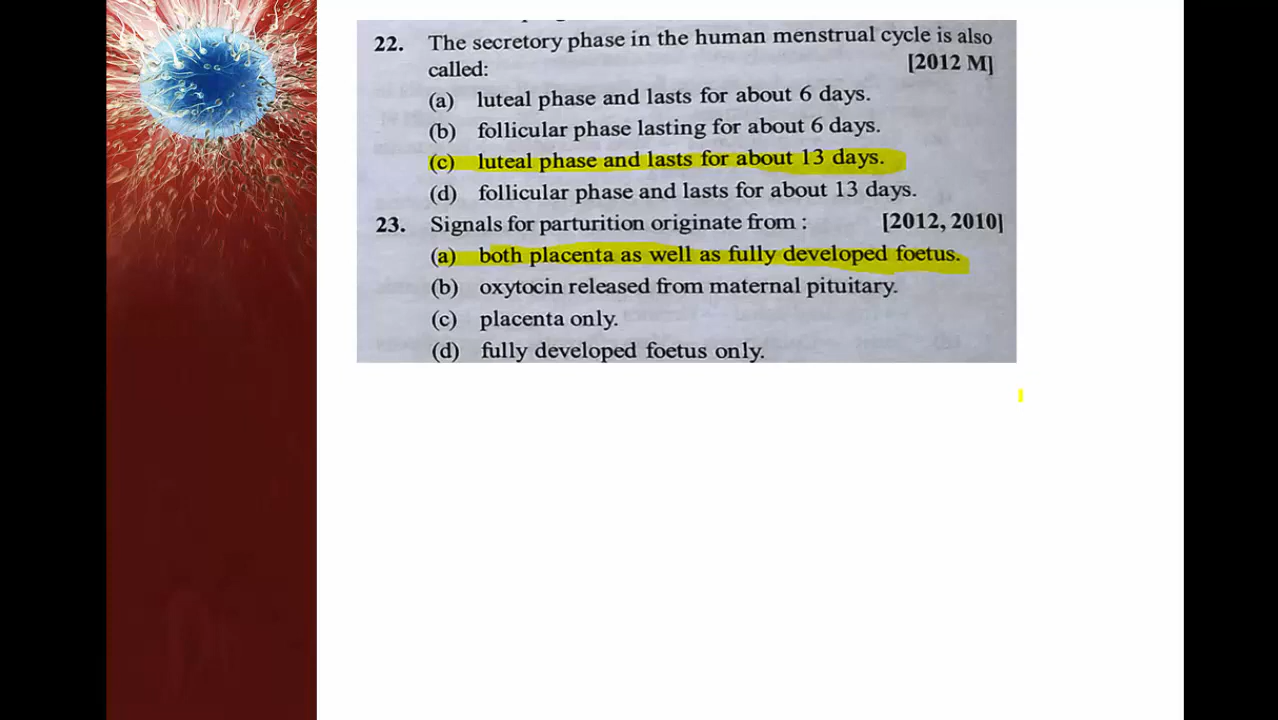 22. The secretory phase in the human menstrual cycle is also
called: [2012 M]
(a) luteal phase and lasts for about 6 days.
(b) follicular phase lasting for about 6 days.
(c) luteal phase and lasts for about 13 days.
(d) follicular phase and lasts for about 13 days.
23. Signals for parturition originate from : [2012, 2010]
(a) both placenta as well as fully developed foetus.
(b) oxytocin released from maternal pituitary.
(c) placenta only.
(d) fully developed foetus only.